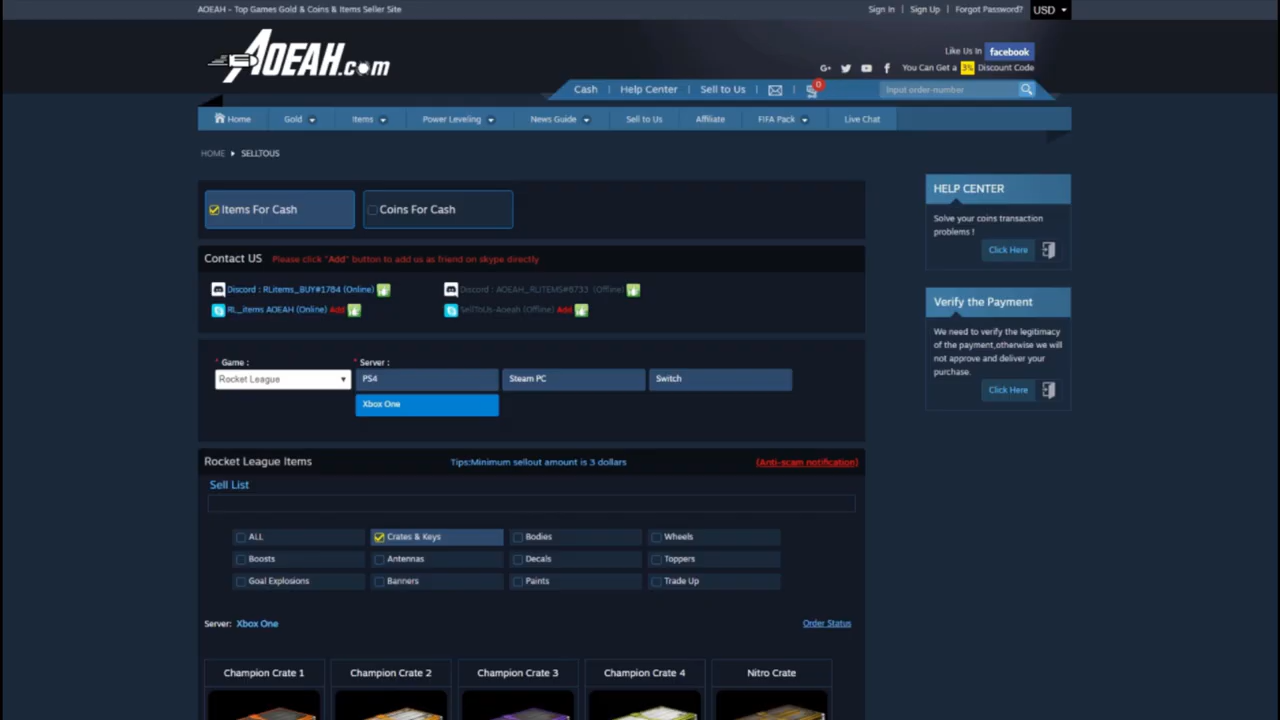 AOEAH - Top Games Gold & Coins & Items Seller Site
Sign In | Sign Up | Forgot Password? USD
AOEAH.com
Like Us In facebook
You Can Get a 3% Discount Code
Cash | Help Center | Sell to Us | 0 Input order-number
Home Gold Items Power Leveling News Guide Sell to Us Affiliate FIFA Pack Live Chat
HOME SELLTOUS
Items For Cash Coins For Cash
Contact US Please click "Add" button to add us as friend on skype directly
Discord : RLitems_BUY#1784 (Online) Discord : AOEAH_RLITEMS#6733 (Offline)
RL_items AOEAH (Online) Add SellToUs-Aoeah (Offline) Add
* Game : * Server :
Rocket League PS4 Steam PC Switch
Xbox One
Rocket League Items Tips:Minimum sellout amount is 3 dollars (Anti-scam notification)
Sell List
ALL Crates & Keys Bodies Wheels
Boosts Antennas Decals Toppers
Goal Explosions Banners Paints Trade Up
Server: Xbox One Order Status
Champion Crate 1 Champion Crate 2 Champion Crate 3 Champion Crate 4 Nitro Crate
HELP CENTER
Solve your coins transaction
problems !
Click Here
Verify the Payment
We need to verify the legitimacy
of the payment,otherwise we will
not approve and deliver your
purchase.
Click Here